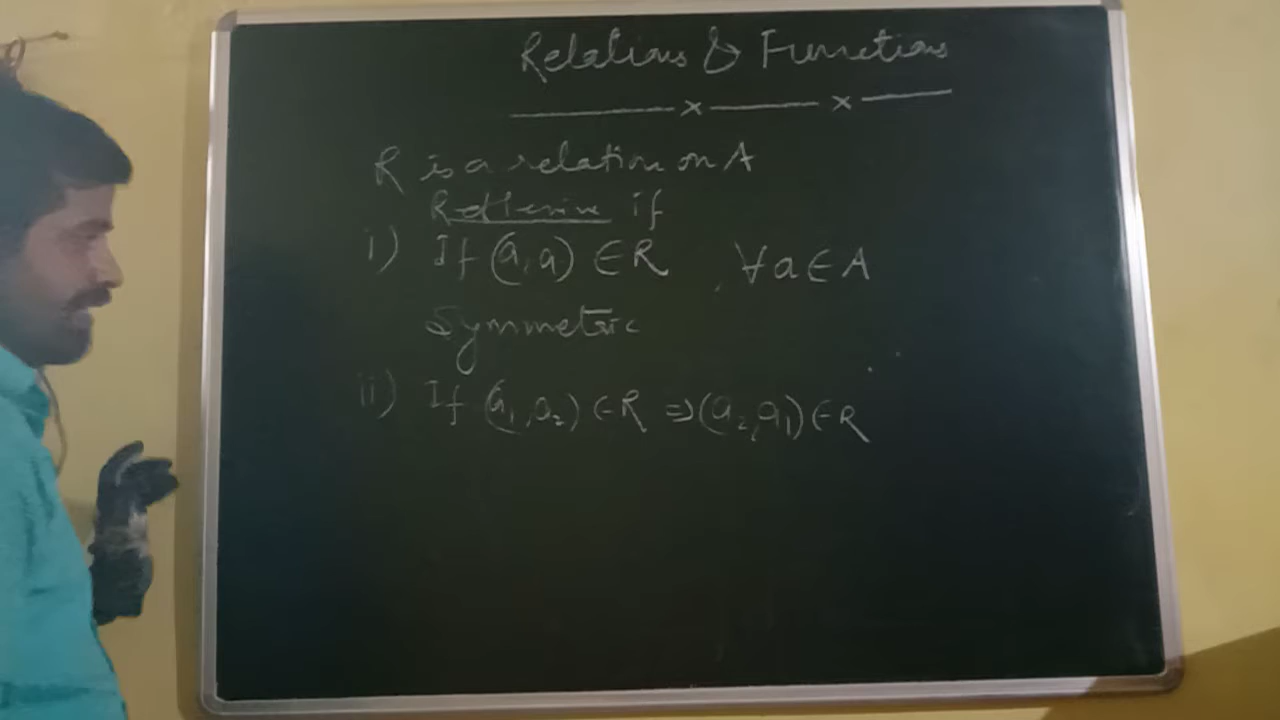 Relations & Functions
R is a relation on A
Reflexive if
i) If (a, a) ∈ R , ∀ a ∈ A
Symmetric
ii) If (a₁, a₂) ∈ R ⇒ (a₂, a₁) ∈ R